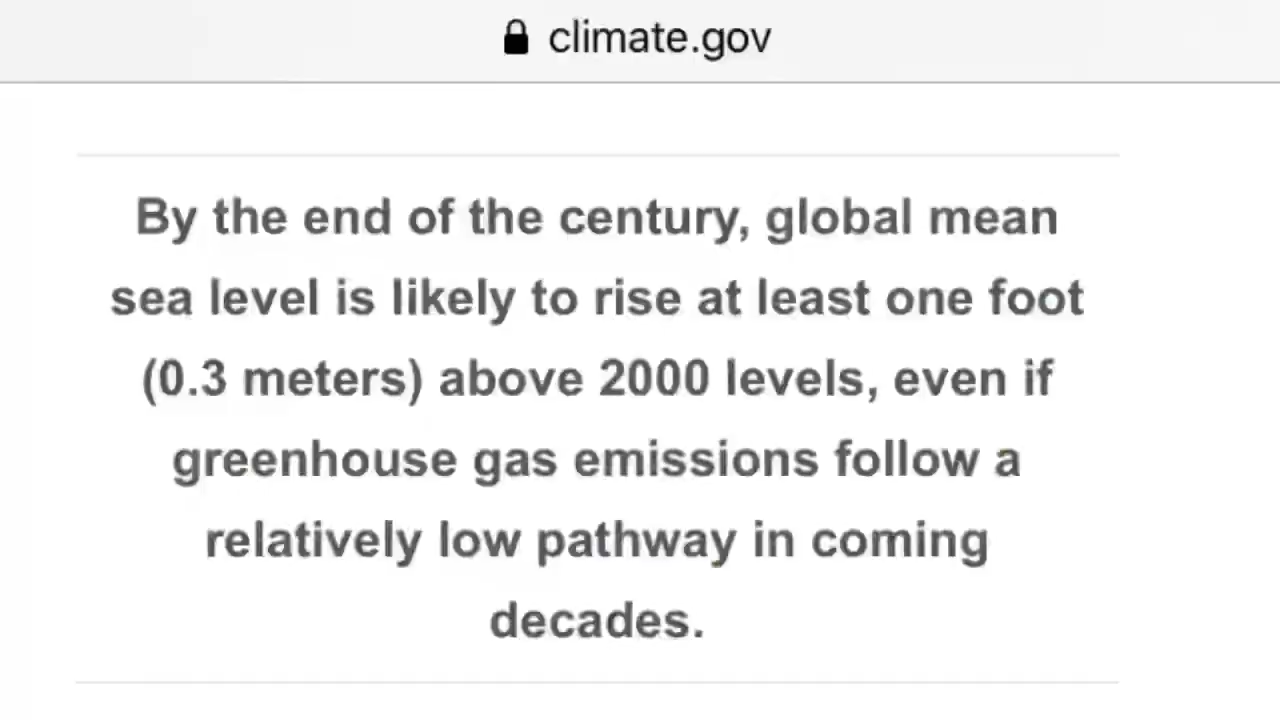 climate.gov
By the end of the century, global mean
sea level is likely to rise at least one foot
(0.3 meters) above 2000 levels, even if
greenhouse gas emissions follow a
relatively low pathway in coming
decades.